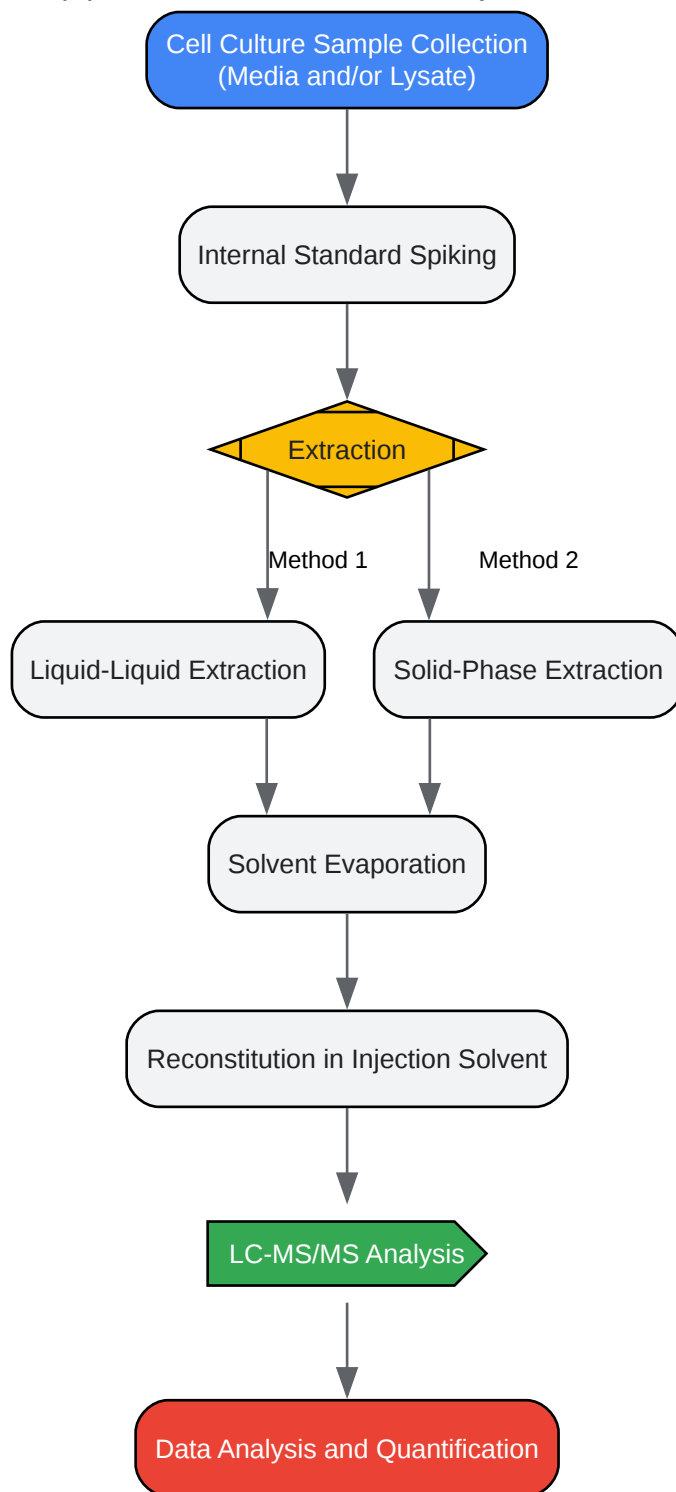 Cell Culture Sample Collection
(Media and/or Lysate)
Internal Standard Spiking
Extraction
Method 1
Method 2
Liquid-Liquid Extraction
Solid-Phase Extraction
Solvent Evaporation
Reconstitution in Injection Solvent
LC-MS/MS Analysis
Data Analysis and Quantification